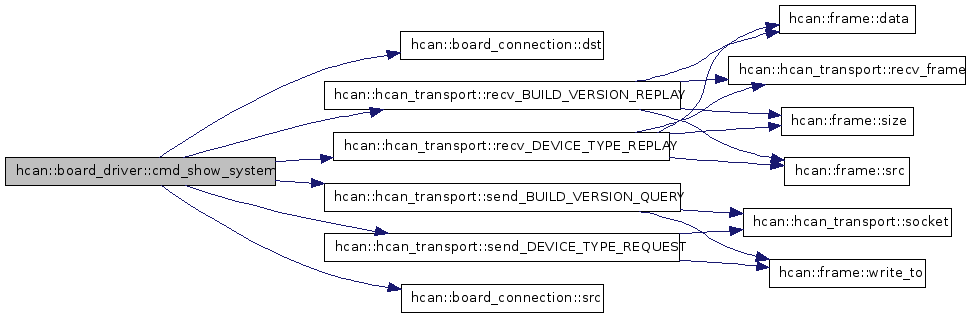 hcan::board_driver::cmd_show_system
hcan::board_connection::dst
hcan::hcan_transport::recv_BUILD_VERSION_REPLAY
hcan::hcan_transport::recv_DEVICE_TYPE_REPLAY
hcan::hcan_transport::send_BUILD_VERSION_QUERY
hcan::hcan_transport::send_DEVICE_TYPE_REQUEST
hcan::board_connection::src
hcan::frame::data
hcan::hcan_transport::recv_frame
hcan::frame::size
hcan::frame::src
hcan::hcan_transport::socket
hcan::frame::write_to